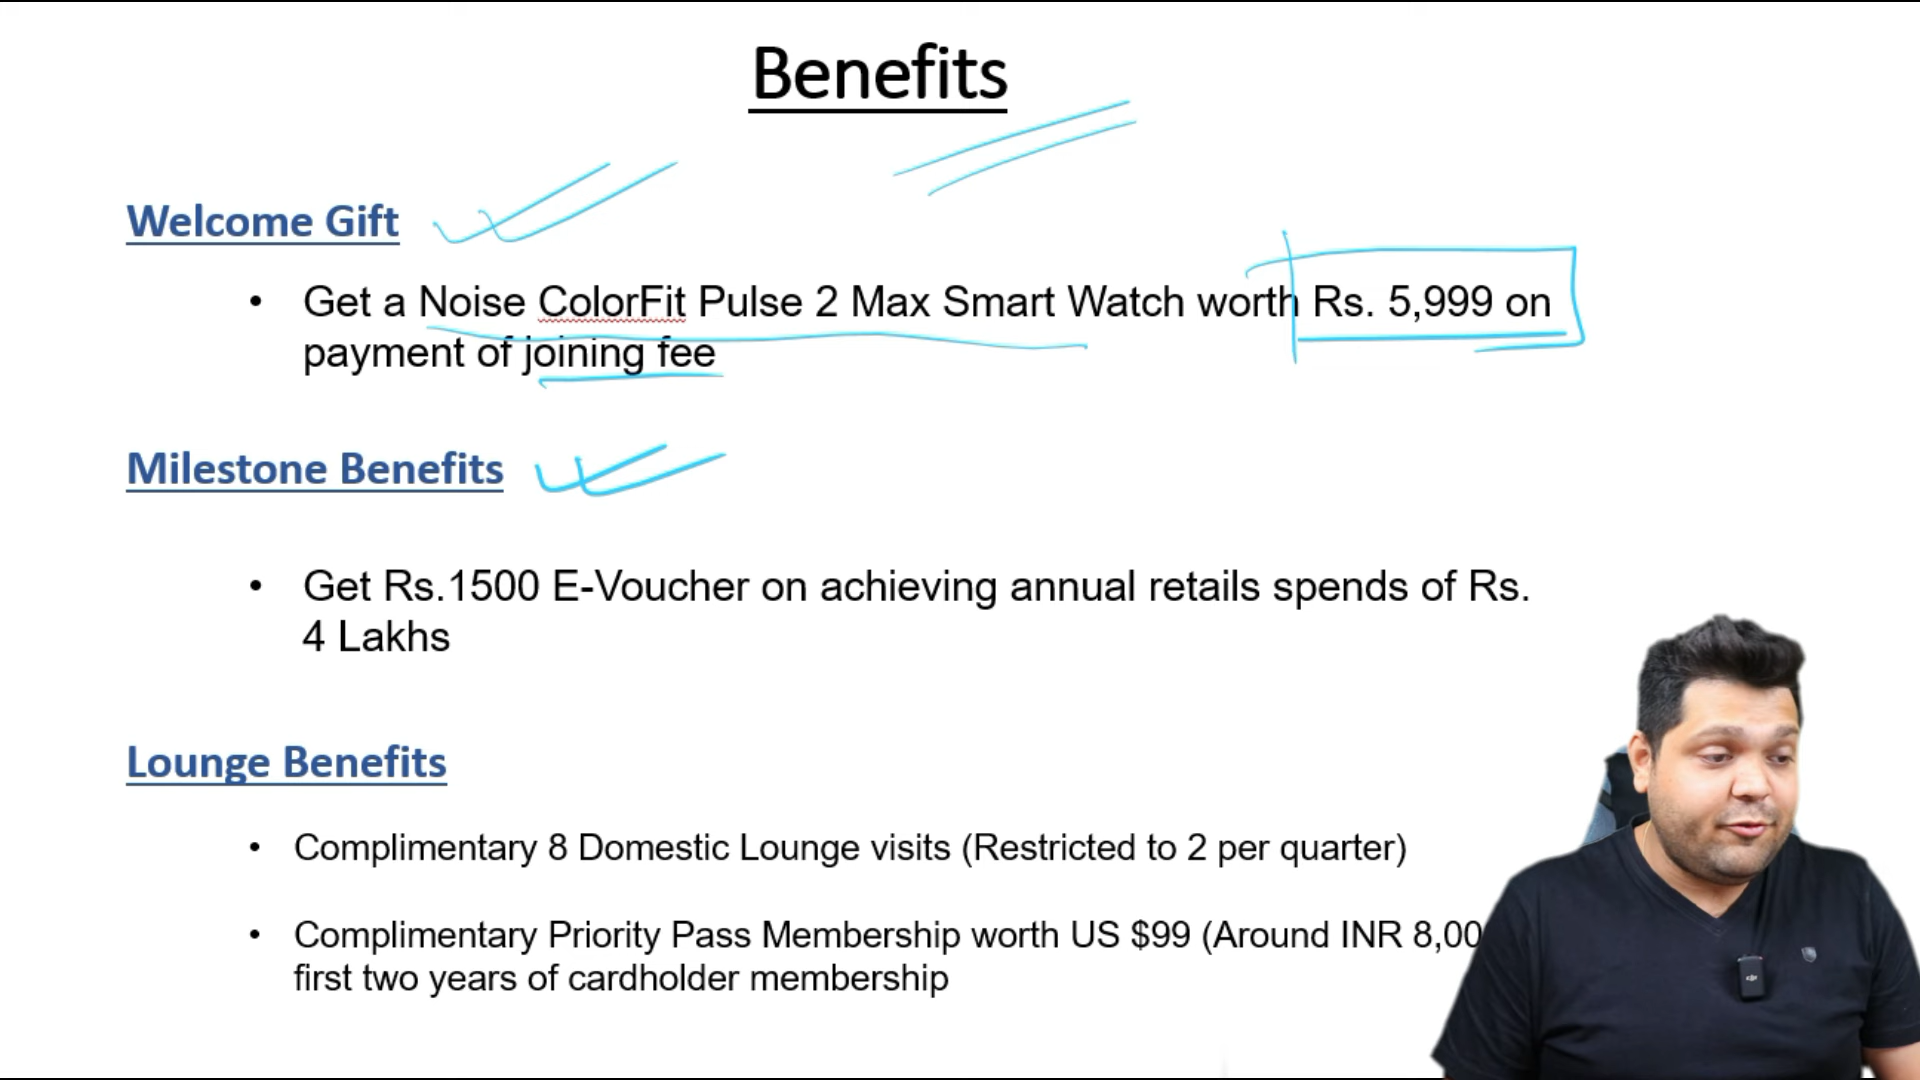 Benefits
Welcome Gift
• Get a Noise ColorFit Pulse 2 Max Smart Watch worth Rs. 5,999 on
payment of joining fee
Milestone Benefits
• Get Rs.1500 E-Voucher on achieving annual retails spends of Rs.
4 Lakhs
Lounge Benefits
• Complimentary 8 Domestic Lounge visits (Restricted to 2 per quarter)
• Complimentary Priority Pass Membership worth US $99 (Around INR 8,00
first two years of cardholder membership